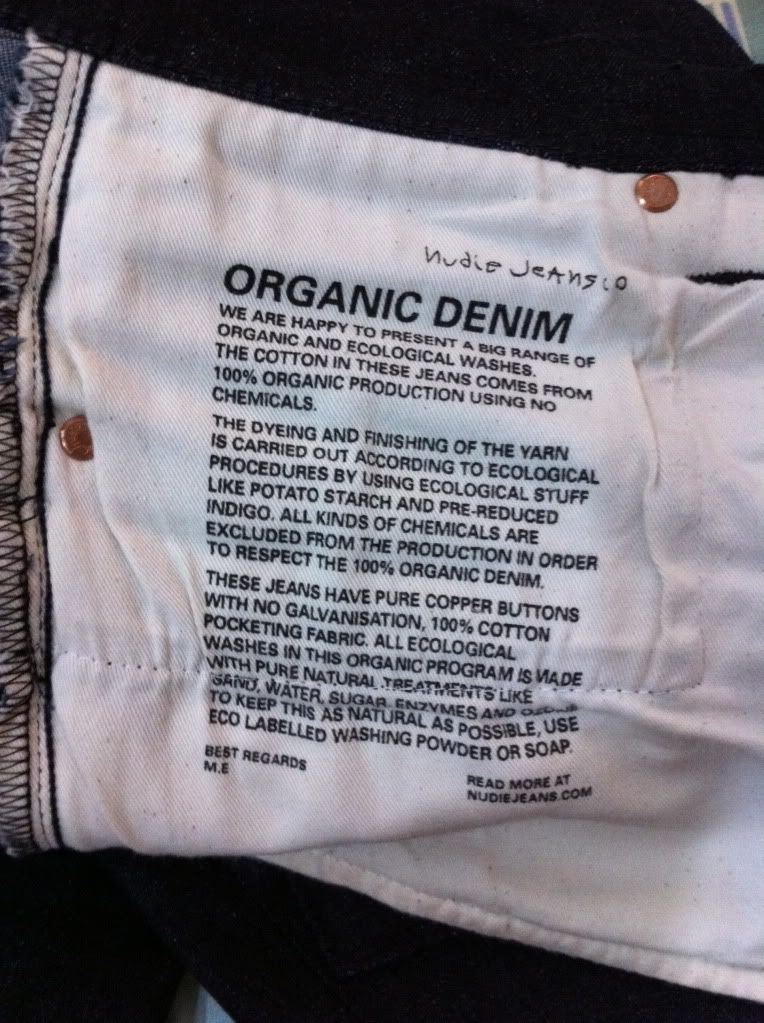 nudie jeans co
ORGANIC DENIM
WE ARE HAPPY TO PRESENT A BIG RANGE OF
ORGANIC AND ECOLOGICAL WASHES.
THE COTTON IN THESE JEANS COMES FROM
100% ORGANIC PRODUCTION USING NO
CHEMICALS.
THE DYEING AND FINISHING OF THE YARN
IS CARRIED OUT ACCORDING TO ECOLOGICAL
PROCEDURES BY USING ECOLOGICAL STUFF
LIKE POTATO STARCH AND PRE-REDUCED
INDIGO. ALL KINDS OF CHEMICALS ARE
EXCLUDED FROM THE PRODUCTION IN ORDER
TO RESPECT THE 100% ORGANIC DENIM.
THESE JEANS HAVE PURE COPPER BUTTONS
WITH NO GALVANISATION, 100% COTTON
POCKETING FABRIC. ALL ECOLOGICAL
WASHES IN THIS ORGANIC PROGRAM IS MADE
WITH PURE NATURAL TREATMENTS LIKE
SAND, WATER, SUGAR, ENZYMES AND
TO KEEP THIS AS NATURAL AS POSSIBLE, USE
ECO LABELLED WASHING POWDER OR SOAP.
BEST REGARDS
M.E
READ MORE AT
NUDIEJEANS.COM